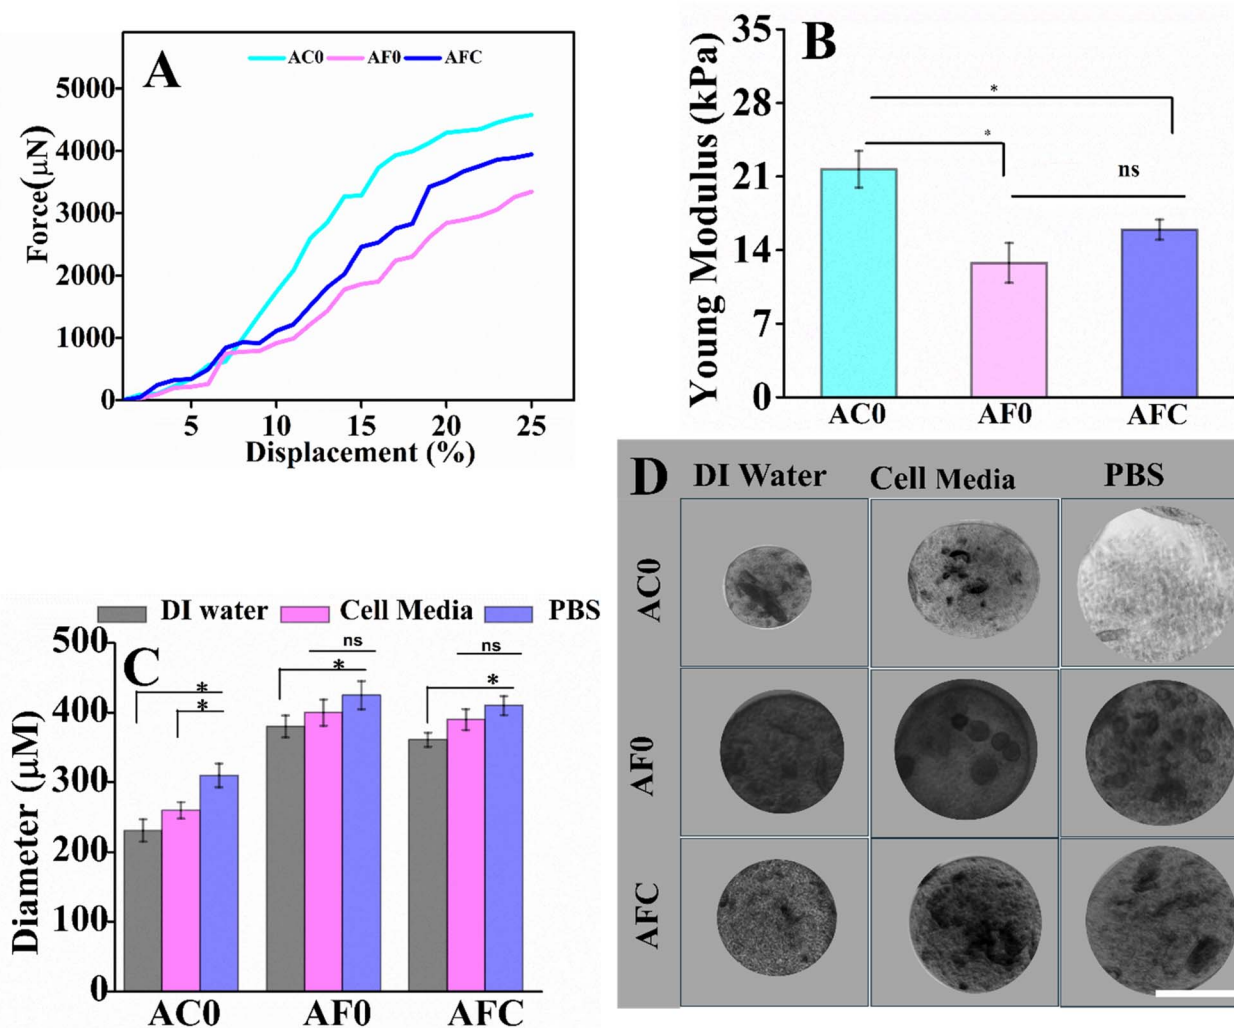 A
AC0 AF0 AFC
5000
4000
3000
2000
1000
0
Force(μN)
5 10 15 20 25
Displacement (%)
B
35
28
21
14
7
0
Young Modulus (kPa)
*
*
ns
AC0 AF0 AFC
DI water Cell Media PBS
C
500
400
300
200
100
0
Diameter (μM)
*
*
ns
*
ns
*
AC0 AF0 AFC
D
DI Water Cell Media PBS
AC0
AF0
AFC